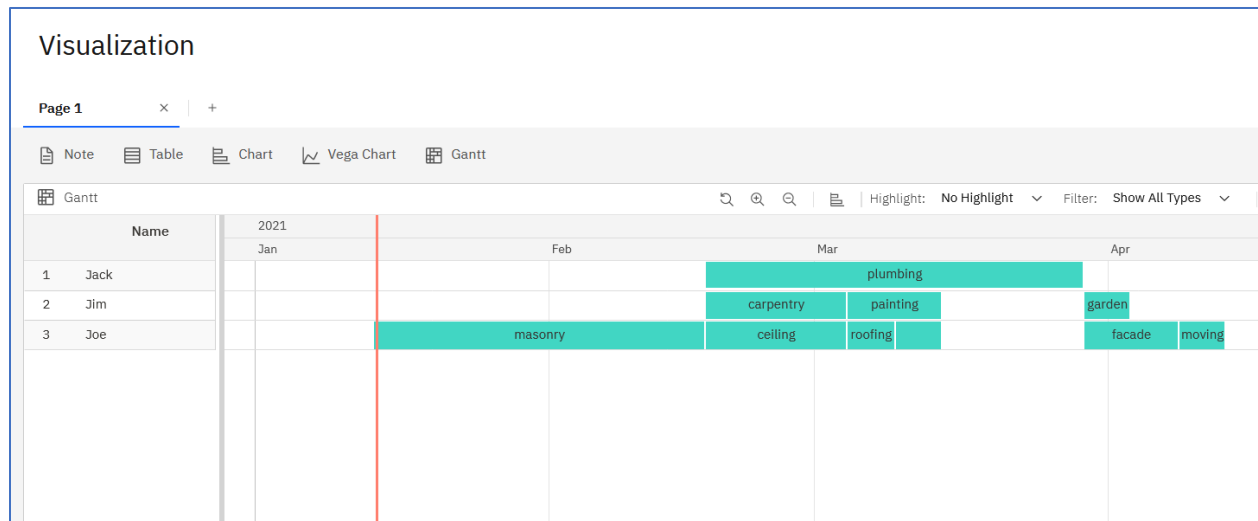 Visualization
Page 1 × +
Note Table Chart Vega Chart Gantt
Gantt Highlight: No Highlight Filter: Show All Types
Name 2021
Jan Feb Mar Apr
1 Jack plumbing
2 Jim carpentry painting garden
3 Joe masonry ceiling roofing facade moving